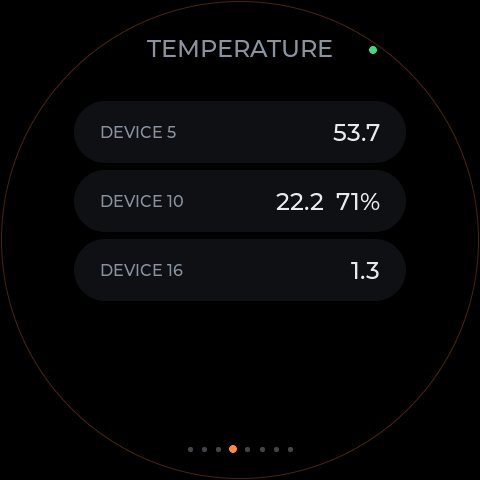 TEMPERATURE
DEVICE 5 53.7
DEVICE 10 22.2 71%
DEVICE 16 1.3